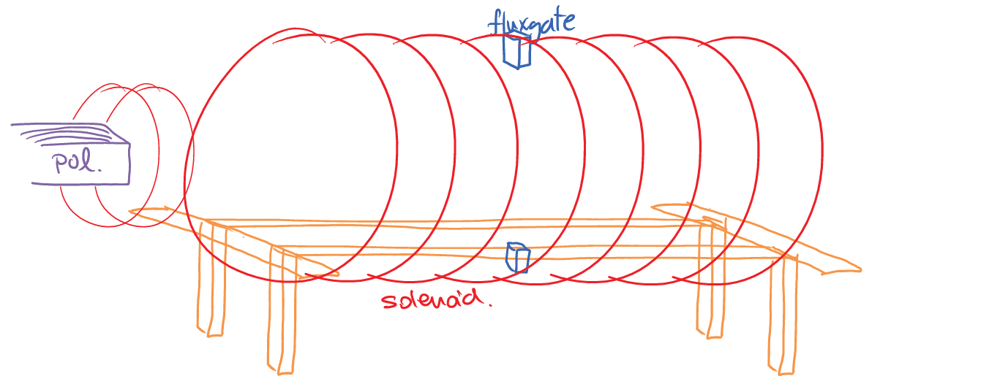 fluxgate
pol.
solenoid.